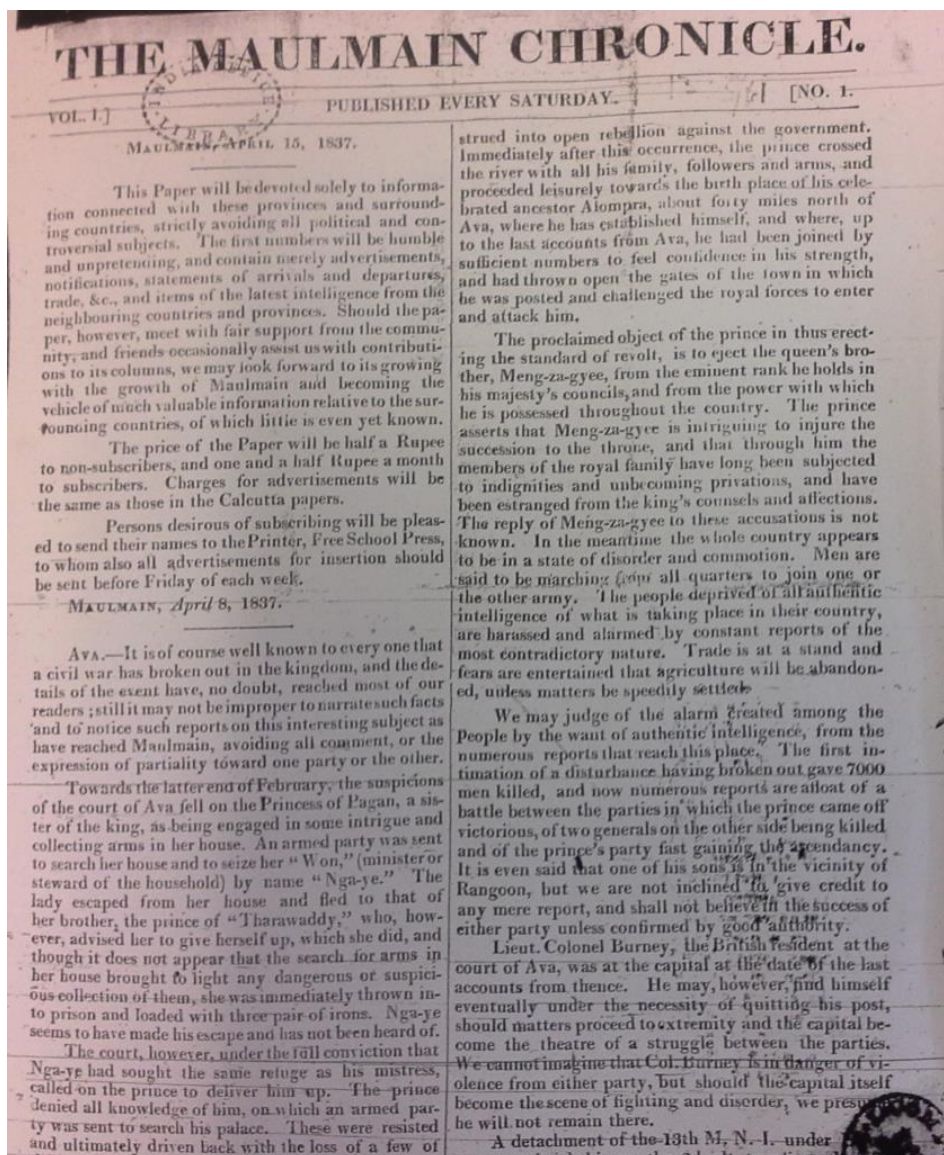 THE MAULMAIN CHRONICLE.
VOL. I.]
PUBLISHED EVERY SATURDAY.
[NO. 1.
INDIA OFFICE LIBRARY
MAULMAIN, APRIL 15, 1837.
This Paper will be devoted solely to informa-
tion connected with these provinces and surround-
ing countries, strictly avoiding all political and con-
troversial subjects. The first numbers will be humble
and unpretending, and contain merely advertisements,
notifications, statements of arrivals and departures,
trade, &c., and items of the latest intelligence from the
neighbouring countries and provinces. Should the pa-
per, however, meet with fair support from the commu-
nity, and friends occasionally assist us with contributi-
ons to its columns, we may look forward to its growing
with the growth of Maulmain and becoming the
vehicle of much valuable information relative to the sur-
rouncing countries, of which little is even yet known.
The price of the Paper will be half a Rupee
to non-subscribers, and one and a half Rupee a month
to subscribers. Charges for advertisements will be
the same as those in the Calcutta papers.
Persons desirous of subscribing will be pleas-
ed to send their names to the Printer, Free School Press,
to whom also all advertisements for insertion should
be sent before Friday of each week.
MAULMAIN, April 8, 1837.
AVA.—It is of course well known to every one that
a civil war has broken out in the kingdom, and the de-
tails of the exent have, no doubt, reached most of our
readers; still it may not be improper to narrate such facts
and to notice such reports on this interesting subject as
have reached Maulmain, avoiding all comment, or the
expression of partiality toward one party or the other.
Towards the latter end of February, the suspicions
of the court of Ava fell on the Princess of Pagan, a sis-
ter of the king, as being engaged in some intrigue and
collecting arms in her house. An armed party was sent
to search her house and to seize her "Won," (minister or
steward of the household) by name "Nga-ye." The
lady escaped from her house and fled to that of
her brother, the prince of "Tharawaddy," who, how-
ever, advised her to give herself up, which she did, and
though it does not appear that the search for arms in
her house brought to light any dangerous or suspici-
ous collection of them, she was immediately thrown in-
to prison and loaded with three pair of irons. Nga-ye
seems to have made his escape and has not been heard of.
The court, however, under the full conviction that
Nga-ye had sought the same refuge as his mistress,
called on the prince to deliver him up. The prince
denied all knowledge of him, on which an armed par-
ty was sent to search his palace. These were resisted
and ultimately driven back with the loss of a few of
strued into open rebellion against the government.
Immediately after this occurrence, the prince crossed
the river with all his family, followers and arms, and
proceeded leisurely towards the birth place of his cele-
brated ancestor Alompra, about forty miles north of
Ava, where he has established himself, and where, up
to the last accounts from Ava, he had been joined by
sufficient numbers to feel confidence in his strength,
and had thrown open the gates of the town in which
he was posted and challenged the royal forces to enter
and attack him.
The proclaimed object of the prince in thus erect-
ing the standard of revolt, is to eject the queen's bro-
ther, Meng-za-gyee, from the eminent rank he holds in
his majesty's councils, and from the power with which
he is possessed throughout the country. The prince
asserts that Meng-za-gyee is intriguing to injure the
succession to the throne, and that through him the
members of the royal family have long been subjected
to indignities and unbecoming privations, and have
been estranged from the king's counsels and affections.
The reply of Meng-za-gyee to these accusations is not
known. In the meantime the whole country appears
to be in a state of disorder and commotion. Men are
said to be marching from all quarters to join one or
the other army. The people deprived of all authentic
intelligence of what is taking place in their country,
are harassed and alarmed by constant reports of the
most contradictory nature. Trade is at a stand and
fears are entertained that agriculture will be abandon-
ed, unless matters be speedily settled.
We may judge of the alarm created among the
People by the want of authentic intelligence, from the
numerous reports that reach this place. The first in-
timation of a disturbance having broken out gave 7000
men killed, and now numerous reports are afloat of a
battle between the parties in which the prince came off
victorious, of two generals on the other side being killed
and of the prince's party fast gaining the ascendancy.
It is even said that one of his sons is in the vicinity of
Rangoon, but we are not inclined to give credit to
any mere report, and shall not believe in the success of
either party unless confirmed by good authority.
Lieut. Colonel Burney, the British resident at the
court of Ava, was at the capital at the date of the last
accounts from thence. He may, however, find himself
eventually under the necessity of quitting his post,
should matters proceed to extremity and the capital be-
come the theatre of a struggle between the parties.
We cannot imagine that Col. Burney is in danger of vi-
olence from either party, but should the capital itself
become the scene of fighting and disorder, we presume
he will not remain there.
A detachment of the 13th M. N. I. under